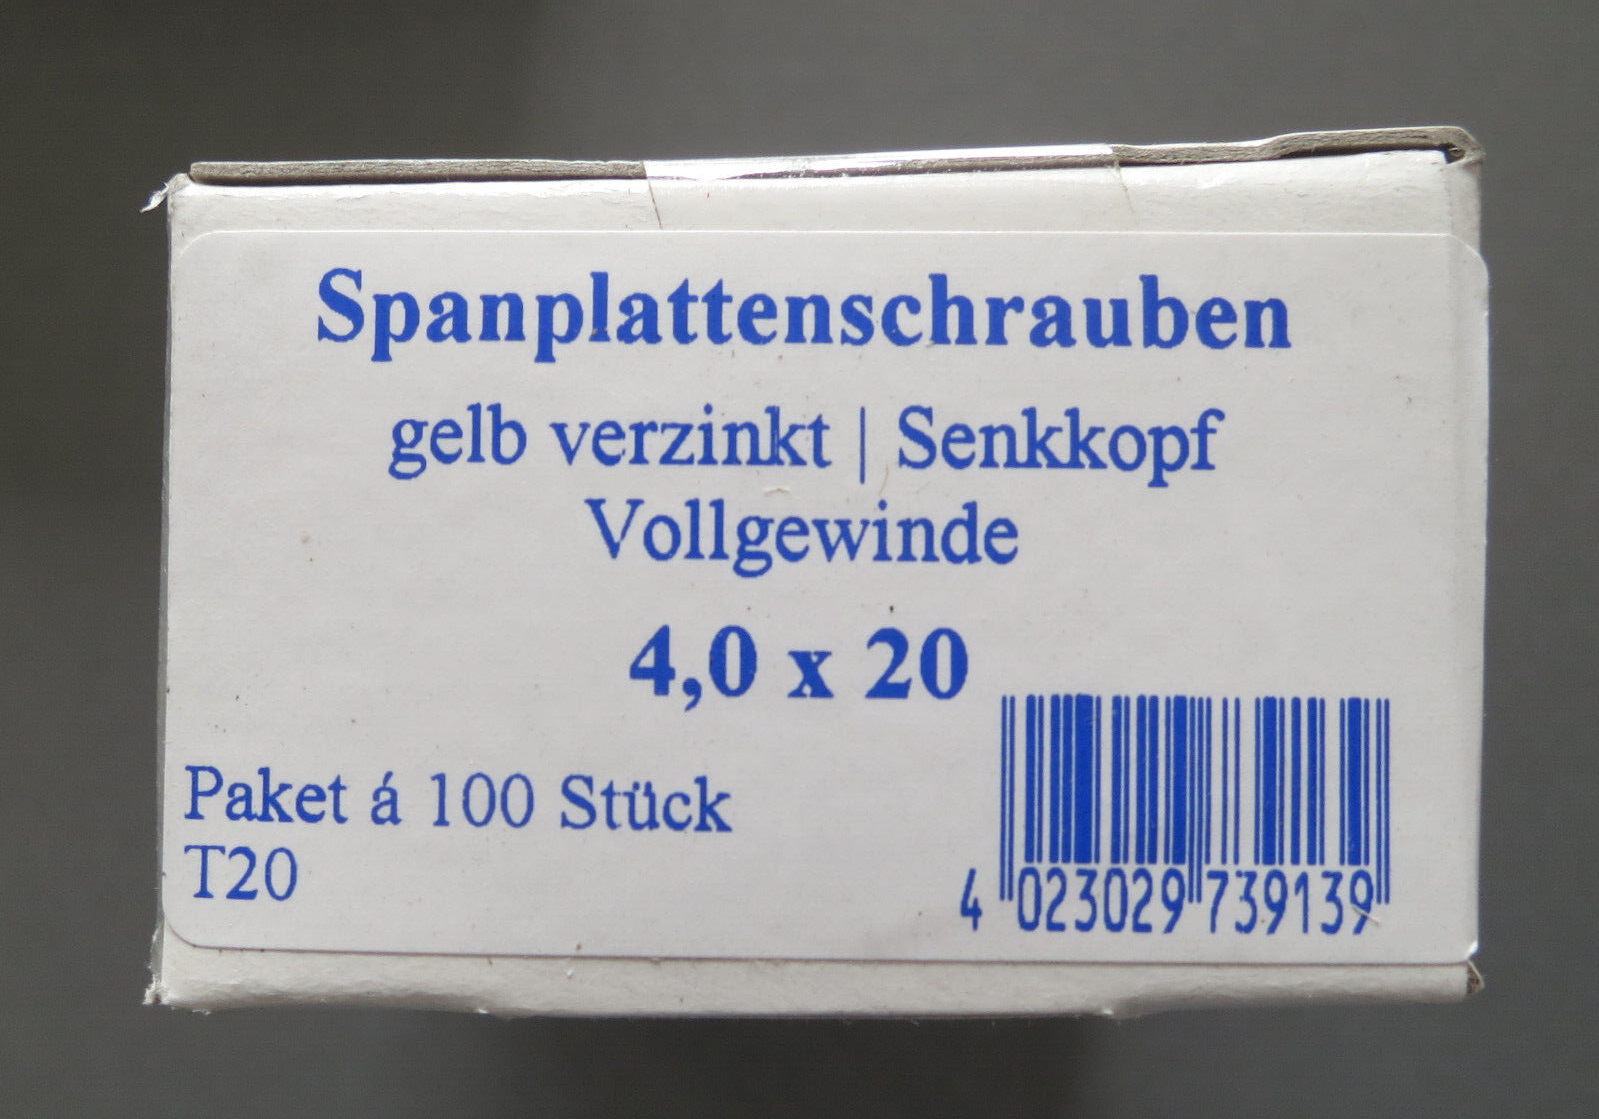 Spanplattenschrauben
gelb verzinkt | Senkkopf
Vollgewinde
4,0 x 20
Paket á 100 Stück
T20
4 023029 739139